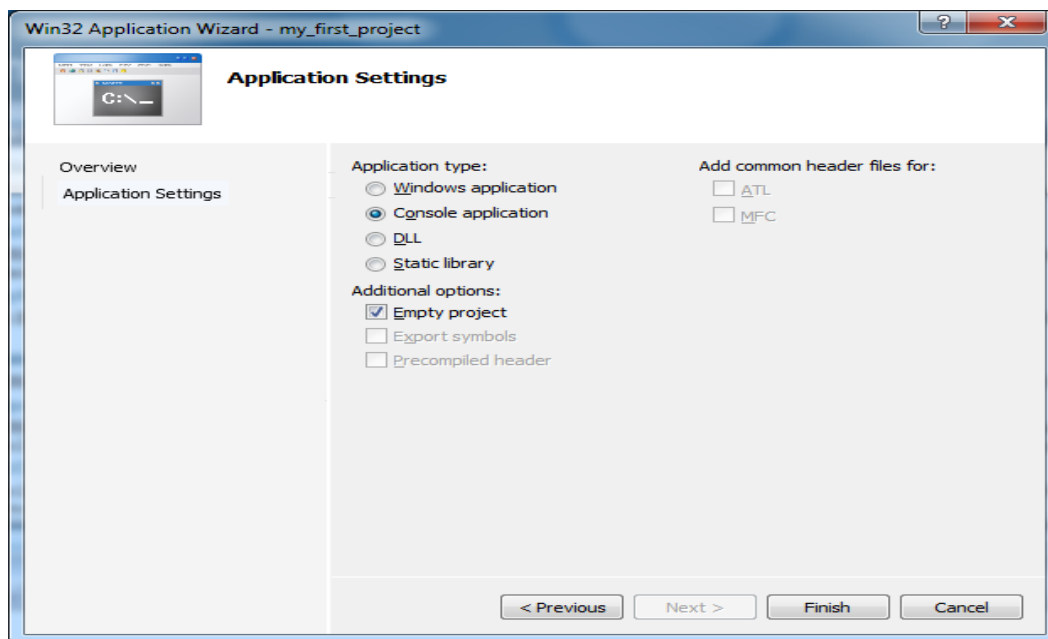 Win32 Application Wizard - my_first_project
C:\_
Application Settings
Overview
Application Settings
Application type:
Windows application
Console application
DLL
Static library
Additional options:
Empty project
Export symbols
Precompiled header
Add common header files for:
ATL
MFC
< Previous
Next >
Finish
Cancel